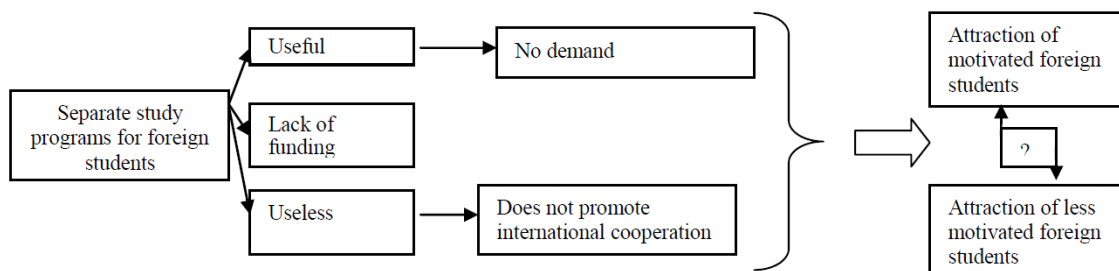 Separate study
programs for foreign
students
Useful
No demand
Lack of
funding
Useless
Does not promote
international cooperation
Attraction of
motivated foreign
students
?
Attraction of less
motivated foreign
students